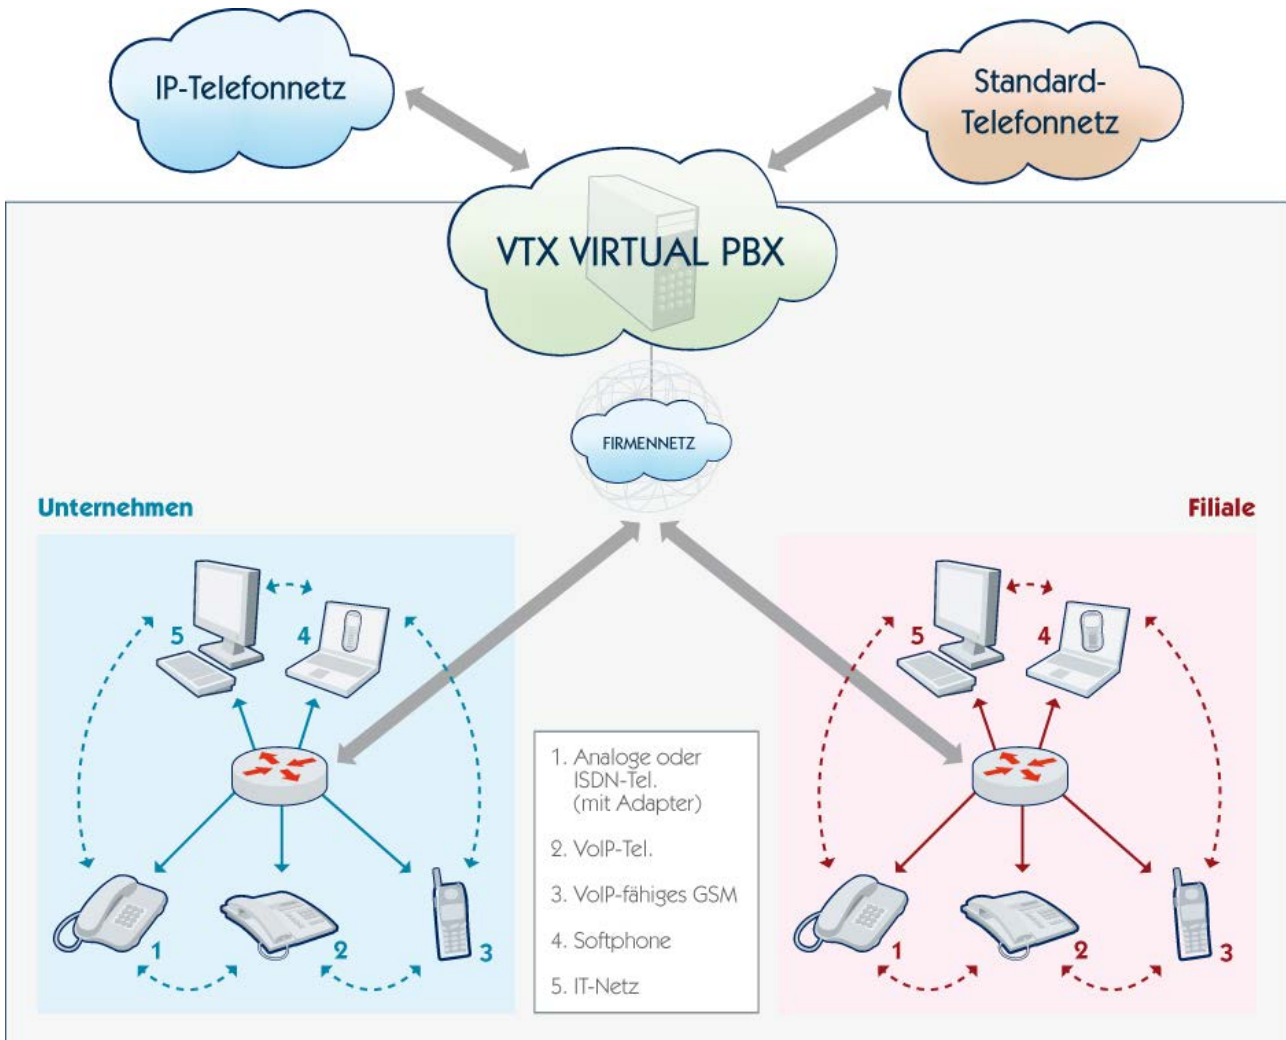 IP-Telefonnetz
Standard-
Telefonnetz
VTX VIRTUAL PBX
FIRMENNETZ
Unternehmen
Filiale
5
4
1
2
3
1. Analoge oder
ISDN-Tel.
(mit Adapter)
2. VoIP-Tel.
3. VoIP-fähiges GSM
4. Softphone
5. IT-Netz
5
4
1
2
3